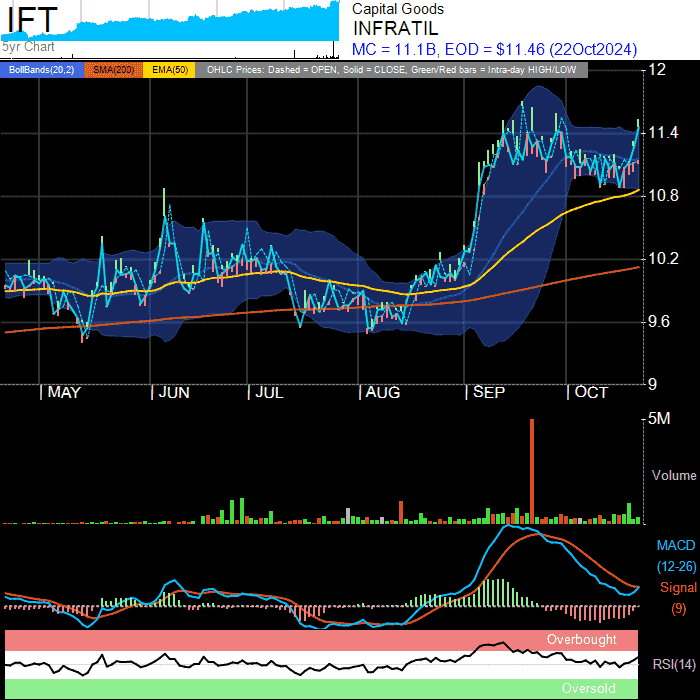 IFT
5yr Chart
Capital Goods
INFRATIL
MC = 11.1B, EOD = $11.46 (22Oct2024)
BollBands(20,2) SMA(200) EMA(50) OHLC Prices: Dashed = OPEN, Solid = CLOSE, Green/Red bars = Intra-day HIGH/LOW
12
11.4
10.8
10.2
9.6
9
MAY JUN JUL AUG SEP OCT
5M
Volume
MACD
(12-26)
Signal
(9)
Overbought
RSI(14)
Oversold